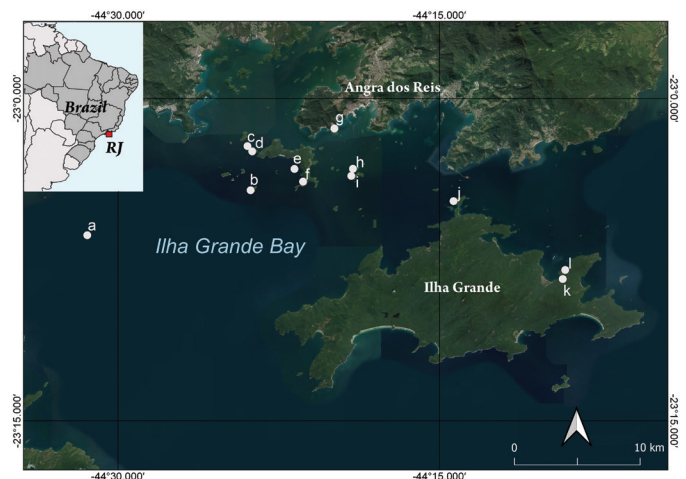 -44°30.000' -44°15.000'
-23°0.000' -23°0.000'
Brazil
RJ
Angra dos Reis
g
c
d
e
h
f
i
b
j
a
Ilha Grande Bay
l
Ilha Grande
k
-23°15.000' -23°15.000'
0 10 km
-44°30.000' -44°15.000'